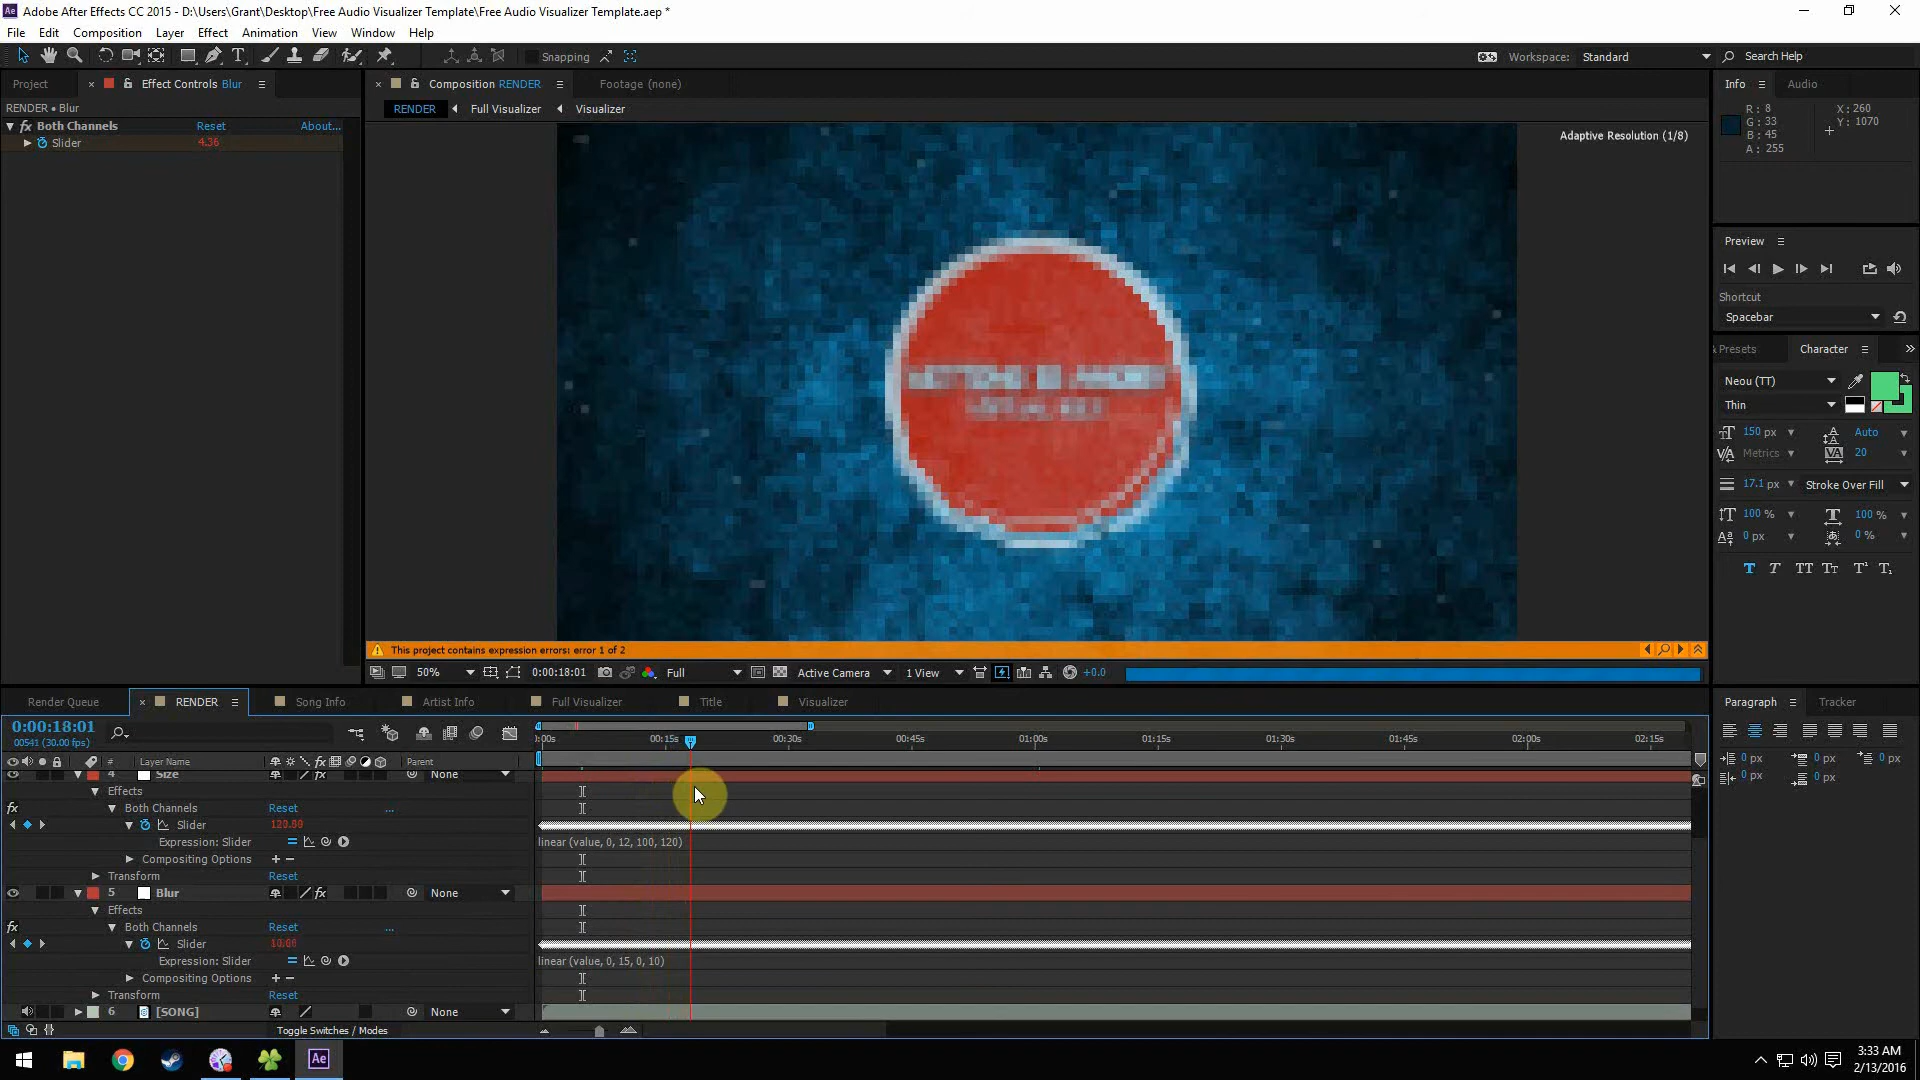 Adobe After Effects CC 2015 - D:\Users\Grant\Desktop\Free Audio Visualizer Template\Free Audio Visualizer Template.aep *
File Edit Composition Layer Effect Animation View Window Help
Snapping
Workspace: Standard
Search Help
Project
Effect Controls Blur
Composition RENDER
Footage (none)
Info
Audio
RENDER • Blur
RENDER Full Visualizer Visualizer
Both Channels Reset About...
Slider 4.36
Adaptive Resolution (1/8)
R: 8
G: 33
B: 45
A: 255
X: 260
Y: 1070
Preview
Shortcut
Spacebar
& Presets
Character
Neou (TT)
Thin
150 px
Auto
Metrics
20
17.1 px
Stroke Over Fill
100 %
100 %
0 px
0 %
T T TT Tt T¹ T₁
This project contains expression errors: error 1 of 2
50%
0:00:18:01
Full
Active Camera
1 View
+0.0
Render Queue
RENDER
Song Info
Artist Info
Full Visualizer
Title
Visualizer
Paragraph
Tracker
0 px 0 px 0 px
0 px 0 px
0:00:18:01
00541 (30.00 fps)
:00s 00:15s 00:30s 00:45s 01:00s 01:15s 01:30s 01:45s 02:00s 02:15s
# Layer Name Parent
4 Size None
Effects
Both Channels Reset ...
Slider 120.00
Expression: Slider
linear (value, 0, 12, 100, 120)
Compositing Options + −
Transform Reset
5 Blur None
Effects
Both Channels Reset ...
Slider 10.00
Expression: Slider
linear (value, 0, 15, 0, 10)
Compositing Options + −
Transform Reset
6 [SONG] None
Toggle Switches / Modes
3:33 AM
2/13/2016